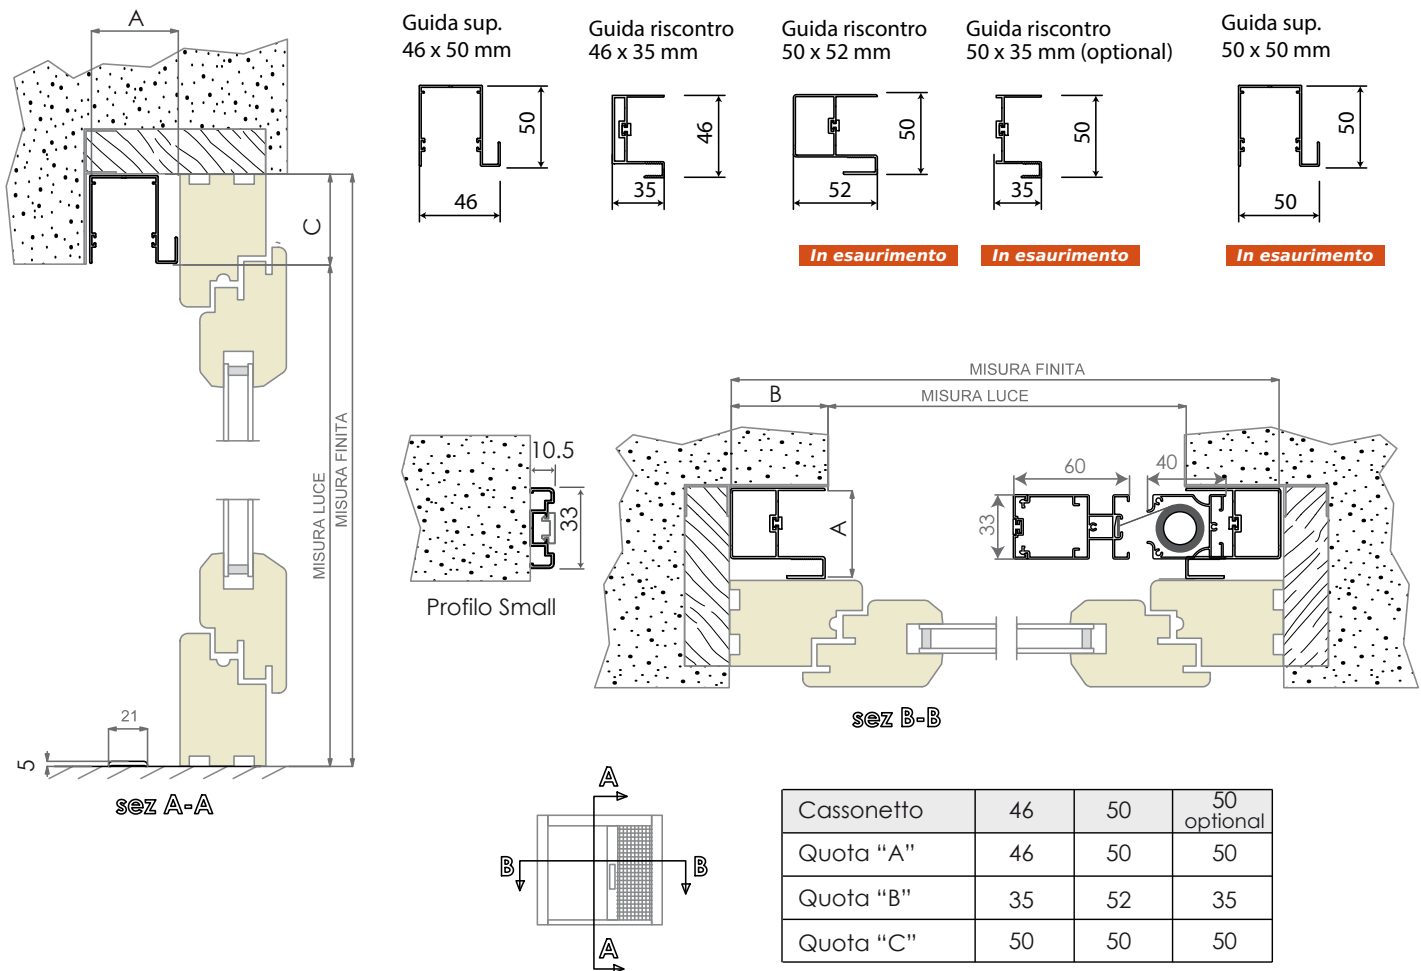 Guida sup.
46 x 50 mm
50
46
Guida riscontro
46 x 35 mm
46
35
Guida riscontro
50 x 52 mm
50
52
In esaurimento
Guida riscontro
50 x 35 mm (optional)
50
35
In esaurimento
Guida sup.
50 x 50 mm
50
50
In esaurimento
A
C
MISURA LUCE
MISURA FINITA
21
5
sez A-A
10.5
33
Profilo Small
MISURA FINITA
B
MISURA LUCE
A
60
40
33
sez B-B
A
B
B
A
Cassonetto 46 50 50 optional
Quota “A” 46 50 50
Quota “B” 35 52 35
Quota “C” 50 50 50